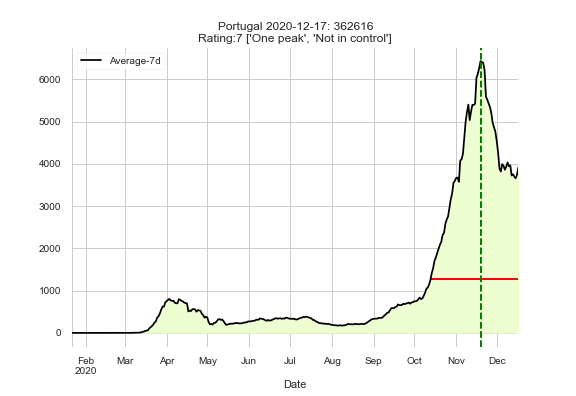 Portugal 2020-12-17: 362616
Rating:7 ['One peak', 'Not in control']
Average-7d
6000
5000
4000
3000
2000
1000
0
Feb Mar Apr May Jun Jul Aug Sep Oct Nov Dec
2020
Date